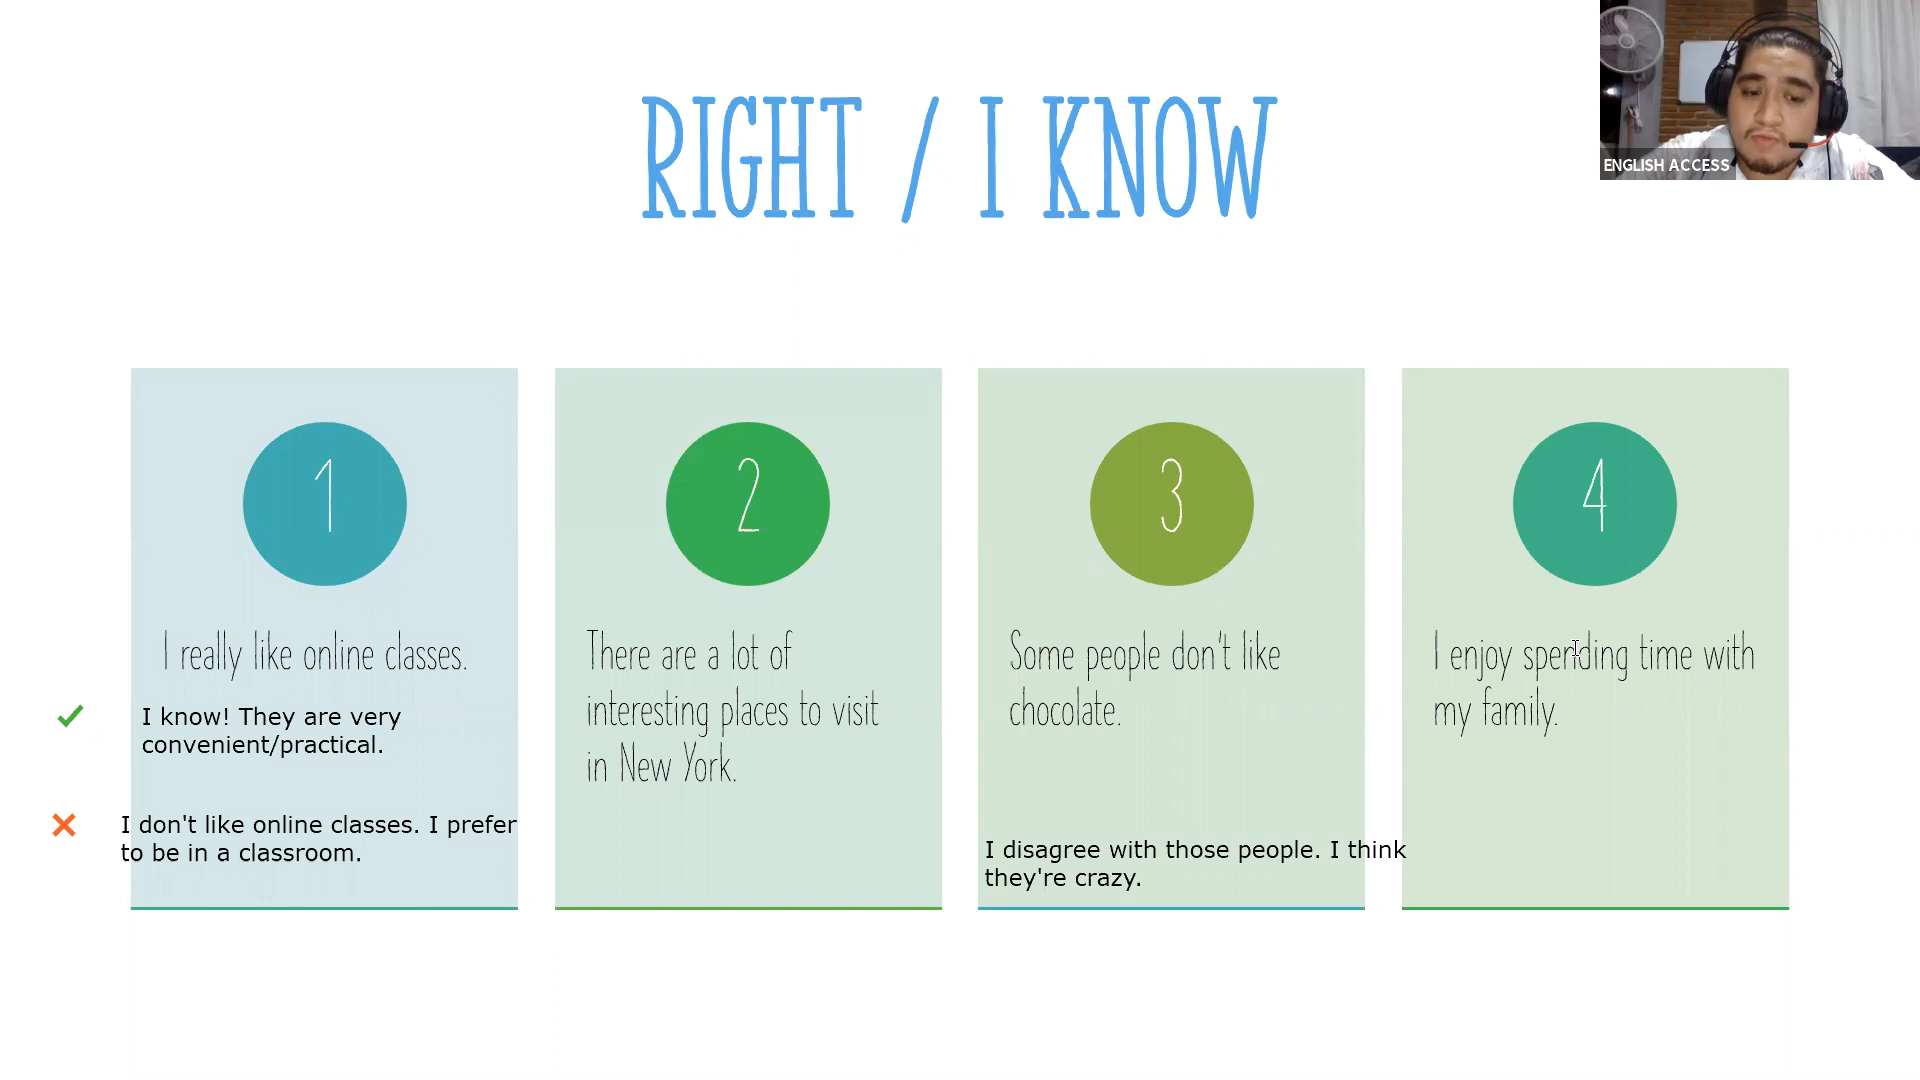 RIGHT / I KNOW
ENGLISH ACCESS
1
I really like online classes.
I know! They are very
convenient/practical.
I don't like online classes. I prefer
to be in a classroom.
2
There are a lot of
interesting places to visit
in New York.
3
Some people don't like
chocolate.
I disagree with those people. I think
they're crazy.
4
I enjoy spending time with
my family.